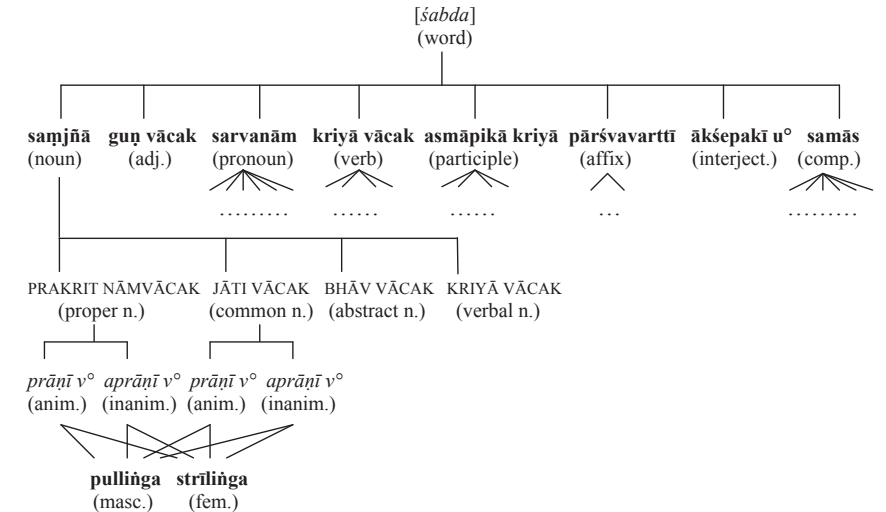 [śabda]
(word)
saṃjñā guṇ vācak sarvanām kriyā vācak asmāpikā kriyā pārśvavarttī ākśepakī u° samās
(noun) (adj.) (pronoun) (verb) (participle) (affix) (interject.) (comp.)
......... ...... ...... ... .........
PRAKRIT NĀMVĀCAK JĀTI VĀCAK BHĀV VĀCAK KRIYĀ VĀCAK
(proper n.) (common n.) (abstract n.) (verbal n.)
prāṇī v° aprāṇī v° prāṇī v° aprāṇī v°
(anim.) (inanim.) (anim.) (inanim.)
pulliṅga strīliṅga
(masc.) (fem.)